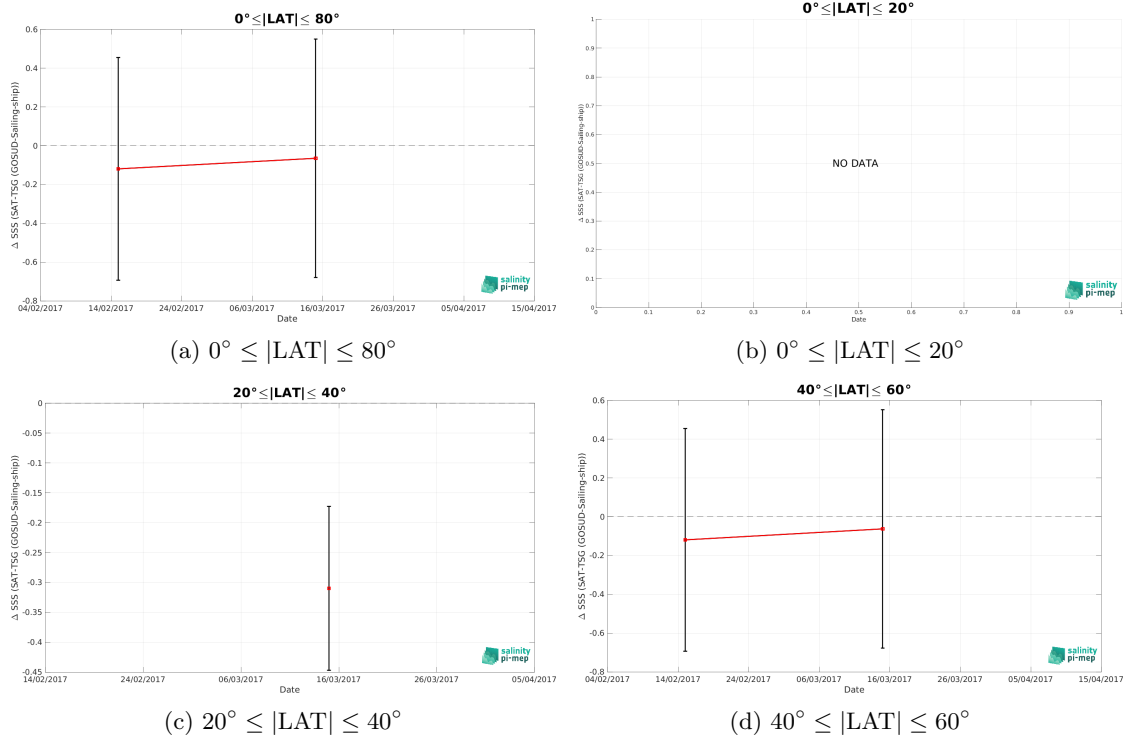 0°≤|LAT|≤ 80°
0.6
0.4
0.2
0
-0.2
-0.4
-0.6
-0.8
Δ SSS (SAT-TSG (GOSUD-Sailing-ship))
04/02/2017 14/02/2017 24/02/2017 06/03/2017 16/03/2017 26/03/2017 05/04/2017 15/04/2017
Date
salinity
pi-mep
(a) 0° ≤ |LAT| ≤ 80°
0°≤|LAT|≤ 20°
1
0.9
0.8
0.7
0.6
0.5
0.4
0.3
0.2
0.1
0
Δ SSS (SAT-TSG (GOSUD-Sailing-ship))
NO DATA
0 0.1 0.2 0.3 0.4 0.5 0.6 0.7 0.8 0.9 1
Date
salinity
pi-mep
(b) 0° ≤ |LAT| ≤ 20°
20°≤|LAT|≤ 40°
0
-0.05
-0.1
-0.15
-0.2
-0.25
-0.3
-0.35
-0.4
-0.45
Δ SSS (SAT-TSG (GOSUD-Sailing-ship))
14/02/2017 24/02/2017 06/03/2017 16/03/2017 26/03/2017 05/04/2017
Date
salinity
pi-mep
(c) 20° ≤ |LAT| ≤ 40°
40°≤|LAT|≤ 60°
0.6
0.4
0.2
0
-0.2
-0.4
-0.6
-0.8
Δ SSS (SAT-TSG (GOSUD-Sailing-ship))
04/02/2017 14/02/2017 24/02/2017 06/03/2017 16/03/2017 26/03/2017 05/04/2017 15/04/2017
Date
salinity
pi-mep
(d) 40° ≤ |LAT| ≤ 60°